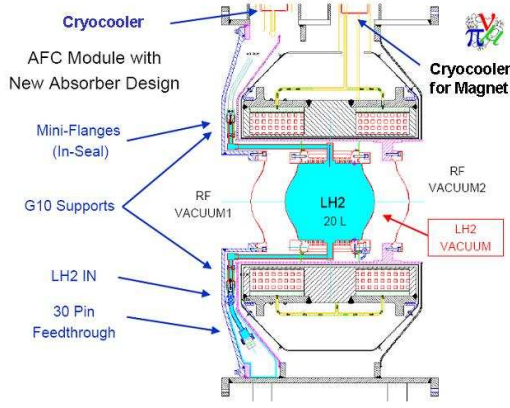 Cryocooler
AFC Module with
New Absorber Design
Cryocooler
for Magnet
Mini-Flanges
(In-Seal)
RF
VACUUM1
LH2
20 L
RF
VACUUM2
G10 Supports
LH2
VACUUM
LH2 IN
30 Pin
Feedthrough